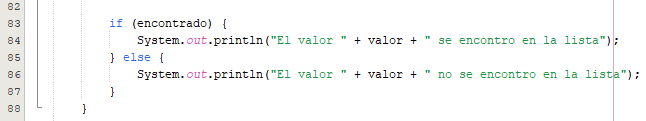 82
83 if (encontrado) {
84 System.out.println("El valor " + valor + " se encontro en la lista");
85 } else {
86 System.out.println("El valor " + valor + " no se encontro en la lista");
87 }
88 }